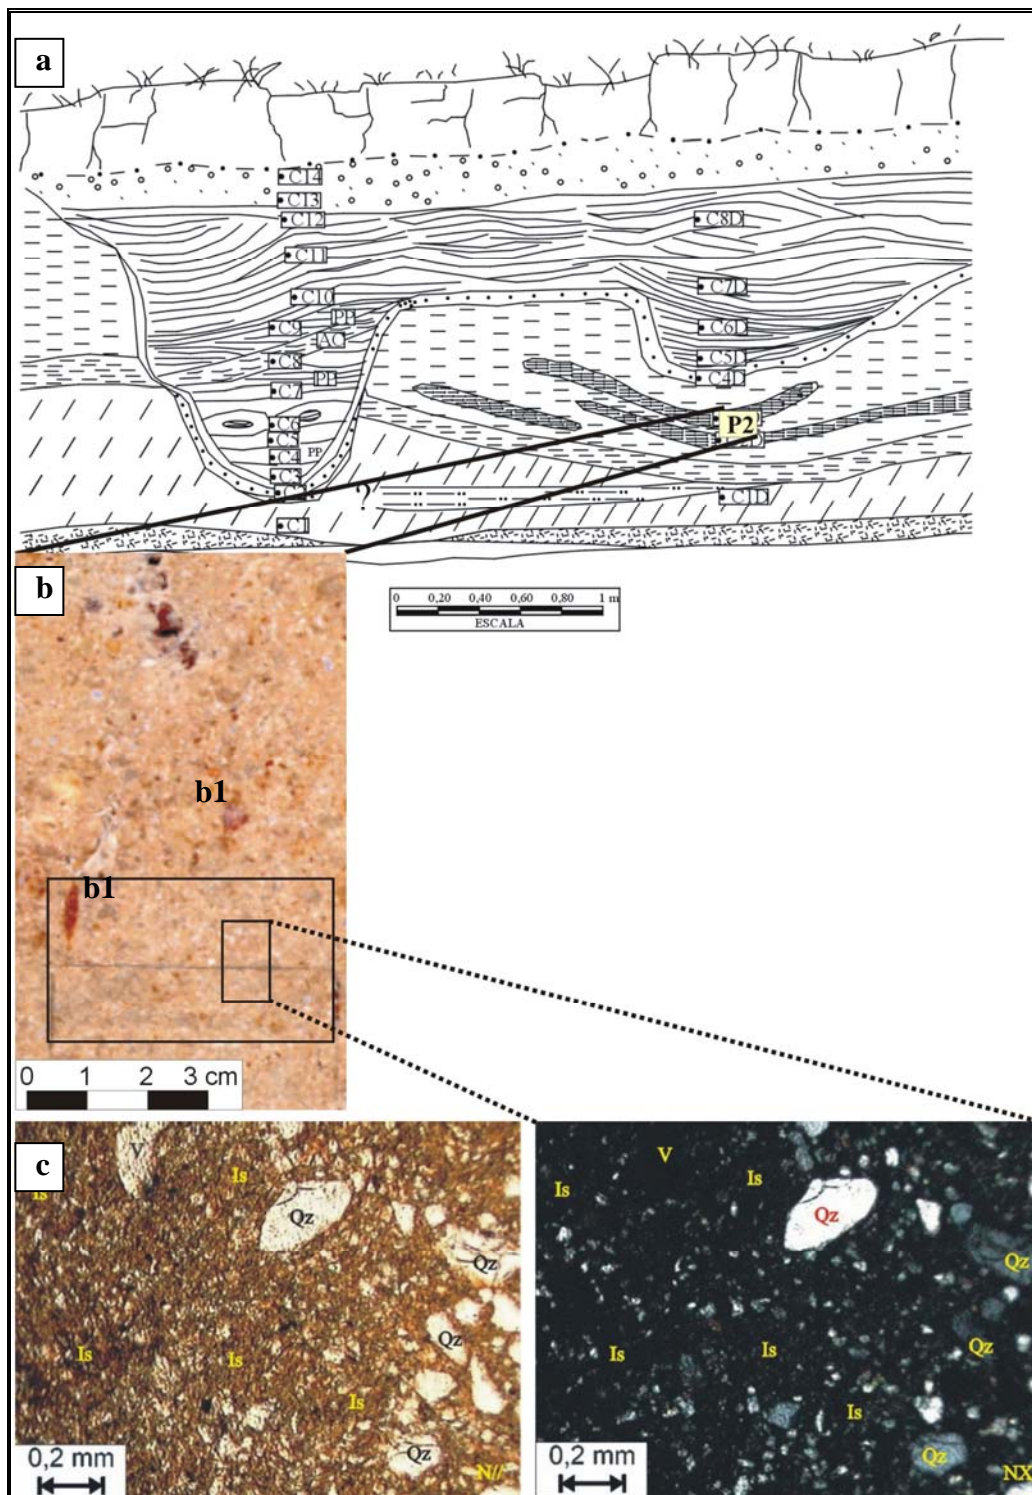 a
C14
C13
C12
C8D
C11
C7D
C10
PP
C9
C6D
AC
C8
C5D
PP
C4D
C7
C6
P2
C5
C4
PP
C3
?
C1D
C1
b
0 0,20 0,40 0,60 0,80 1 m
ESCALA
b1
b1
0 1 2 3 cm
c
V
Is
Is
Qz
Qz
Qz
Is
Is
Is
Qz
0,2 mm
N//
V
Is
Is
Qz
Qz
Qz
Is
Is
Is
Qz
0,2 mm
NX